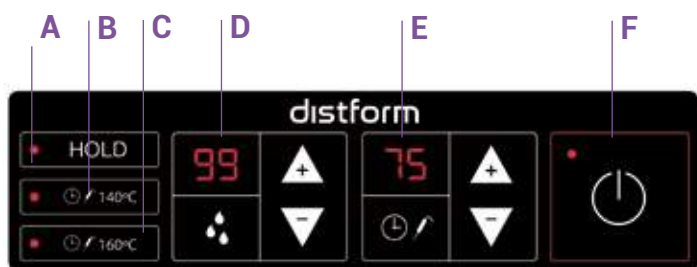 A B C D E F
distform
HOLD
140ºC
160ºC
99
+
−
75
+
−